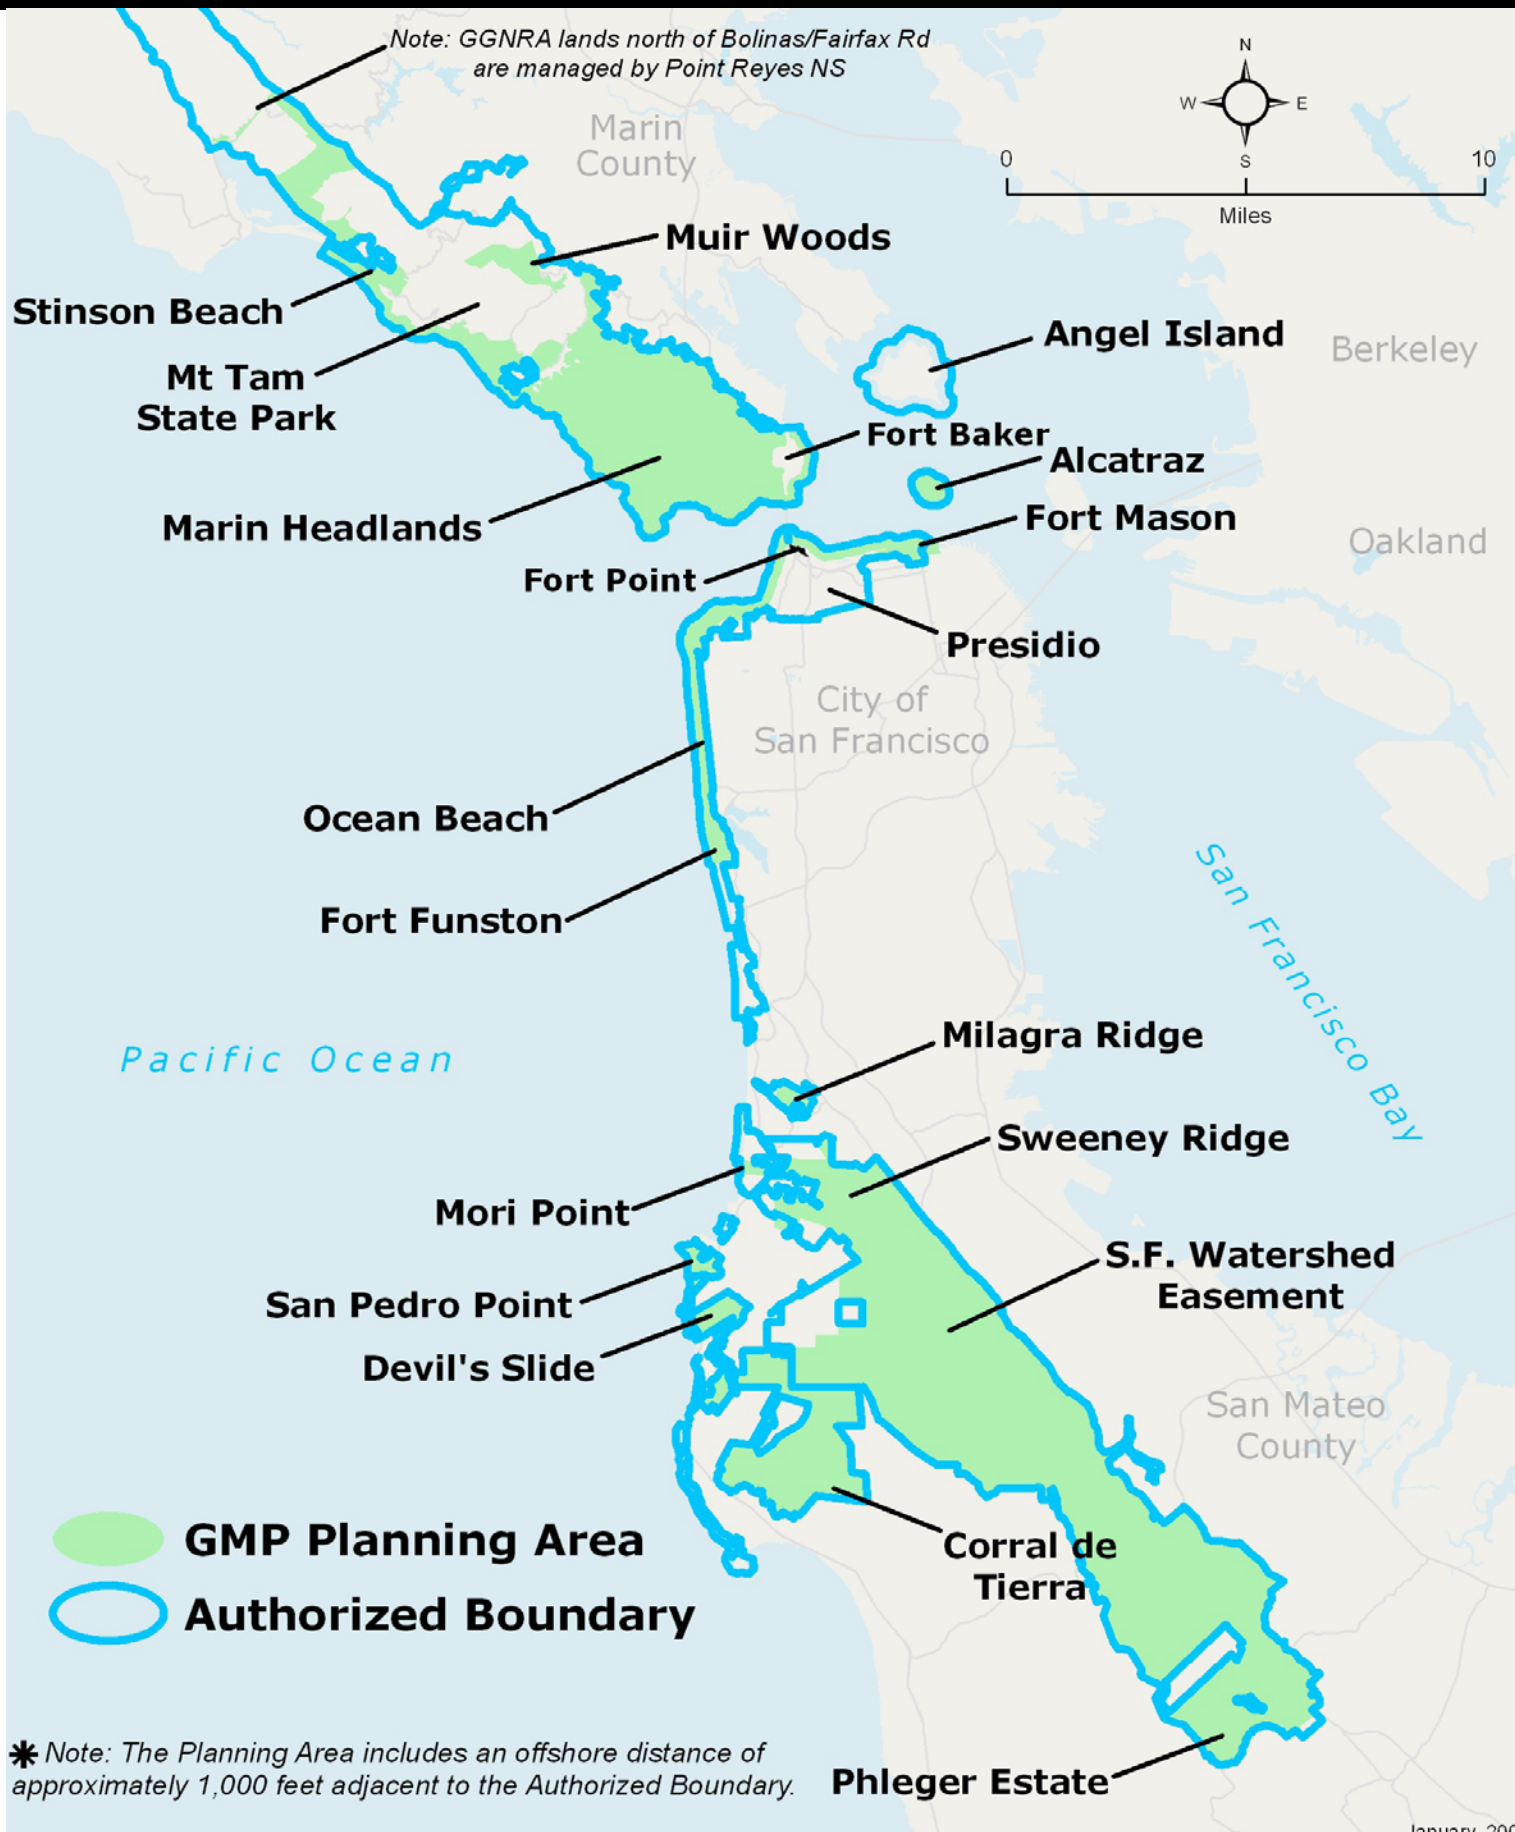 Note: GGNRA lands north of Bolinas/Fairfax Rd
are managed by Point Reyes NS
N
W
E
S
0
10
Miles
Marin
County
Muir Woods
Stinson Beach
Angel Island
Berkeley
Mt Tam
State Park
Fort Baker
Alcatraz
Marin Headlands
Fort Mason
Oakland
Fort Point
Presidio
City of
San Francisco
Ocean Beach
Fort Funston
San Francisco Bay
Pacific Ocean
Milagra Ridge
Sweeney Ridge
Mori Point
S.F. Watershed
Easement
San Pedro Point
Devil's Slide
San Mateo
County
GMP Planning Area
Corral de
Tierra
Authorized Boundary
✱ Note: The Planning Area includes an offshore distance of
approximately 1,000 feet adjacent to the Authorized Boundary.
Phleger Estate
January,